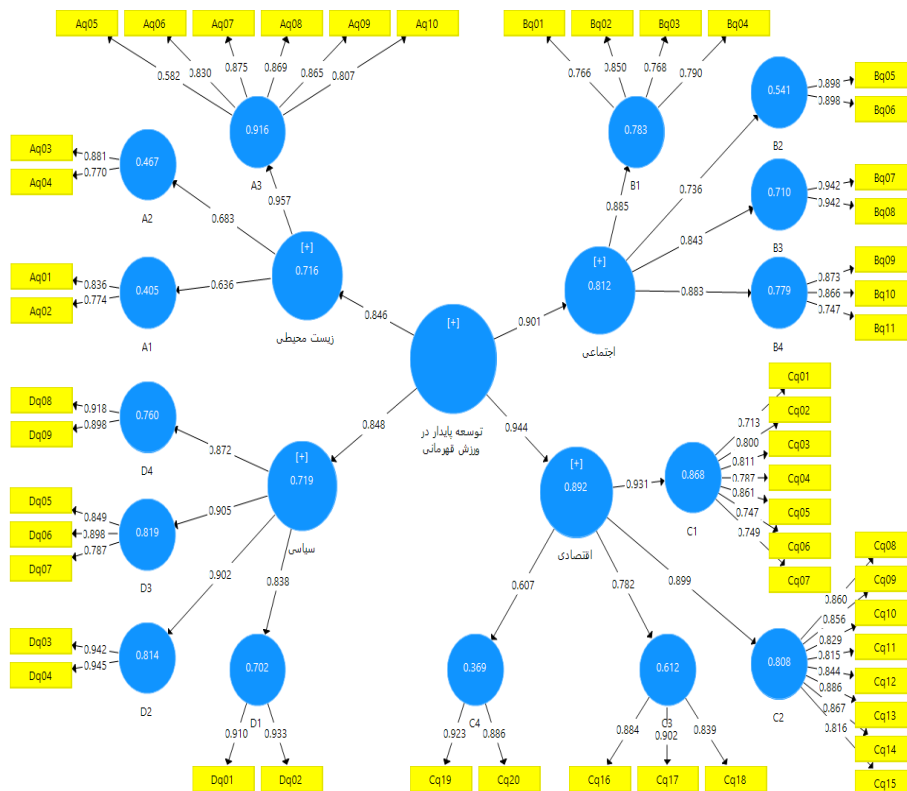 Aq05 Aq06 Aq07 Aq08 Aq09 Aq10
0.582 0.830 0.875 0.869 0.865 0.807
0.916
A3
Aq03
Aq04
0.881
0.770
0.467
A2
0.957
0.683
Aq01
Aq02
0.836
0.774
0.405
A1
0.636
[+]
0.716
زیست محیطی
0.846
Bq01 Bq02 Bq03 Bq04
0.766 0.850 0.768 0.790
0.783
B1
0.885
0.541
B2
0.898
0.898
Bq05
Bq06
0.736
0.710
B3
0.942
0.942
Bq07
Bq08
0.843
0.779
B4
0.873
0.866
0.747
Bq09
Bq10
Bq11
0.883
[+]
0.812
اجتماعی
0.901
[+]
توسعه پایدار در
ورزش قهرمانی
0.848
0.944
Dq08
Dq09
0.918
0.898
0.760
D4
0.872
Dq05
Dq06
Dq07
0.849
0.898
0.787
0.819
D3
0.905
[+]
0.719
سیاسی
0.902
0.838
Dq03
Dq04
0.942
0.945
0.814
D2
0.702
D1
0.910 0.933
Dq01 Dq02
[+]
0.892
اقتصادی
0.931
0.868
C1
0.713
0.800
0.811
0.787
0.861
0.747
0.749
Cq01
Cq02
Cq03
Cq04
Cq05
Cq06
Cq07
0.607
0.782
0.899
0.369
C4
0.923 0.886
Cq19 Cq20
0.612
C3
0.884 0.902 0.839
Cq16 Cq17 Cq18
0.808
C2
0.860
0.856
0.829
0.815
0.844
0.886
0.867
0.816
Cq08
Cq09
Cq10
Cq11
Cq12
Cq13
Cq14
Cq15